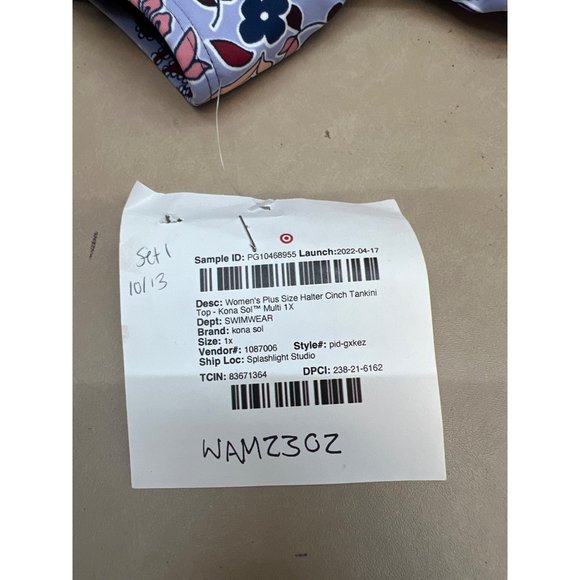 Set 1
10/13
Sample ID: PG10468955 Launch:2022-04-17
Desc: Women's Plus Size Halter Cinch Tankini
Top - Kona Sol™ Multi 1X
Dept: SWIMWEAR
Brand: kona sol
Size: 1x
Vendor#: 1087006 Style#: pid-gxkez
Ship Loc: Splashlight Studio
TCIN: 83671364 DPCI: 238-21-6162
WAM2302